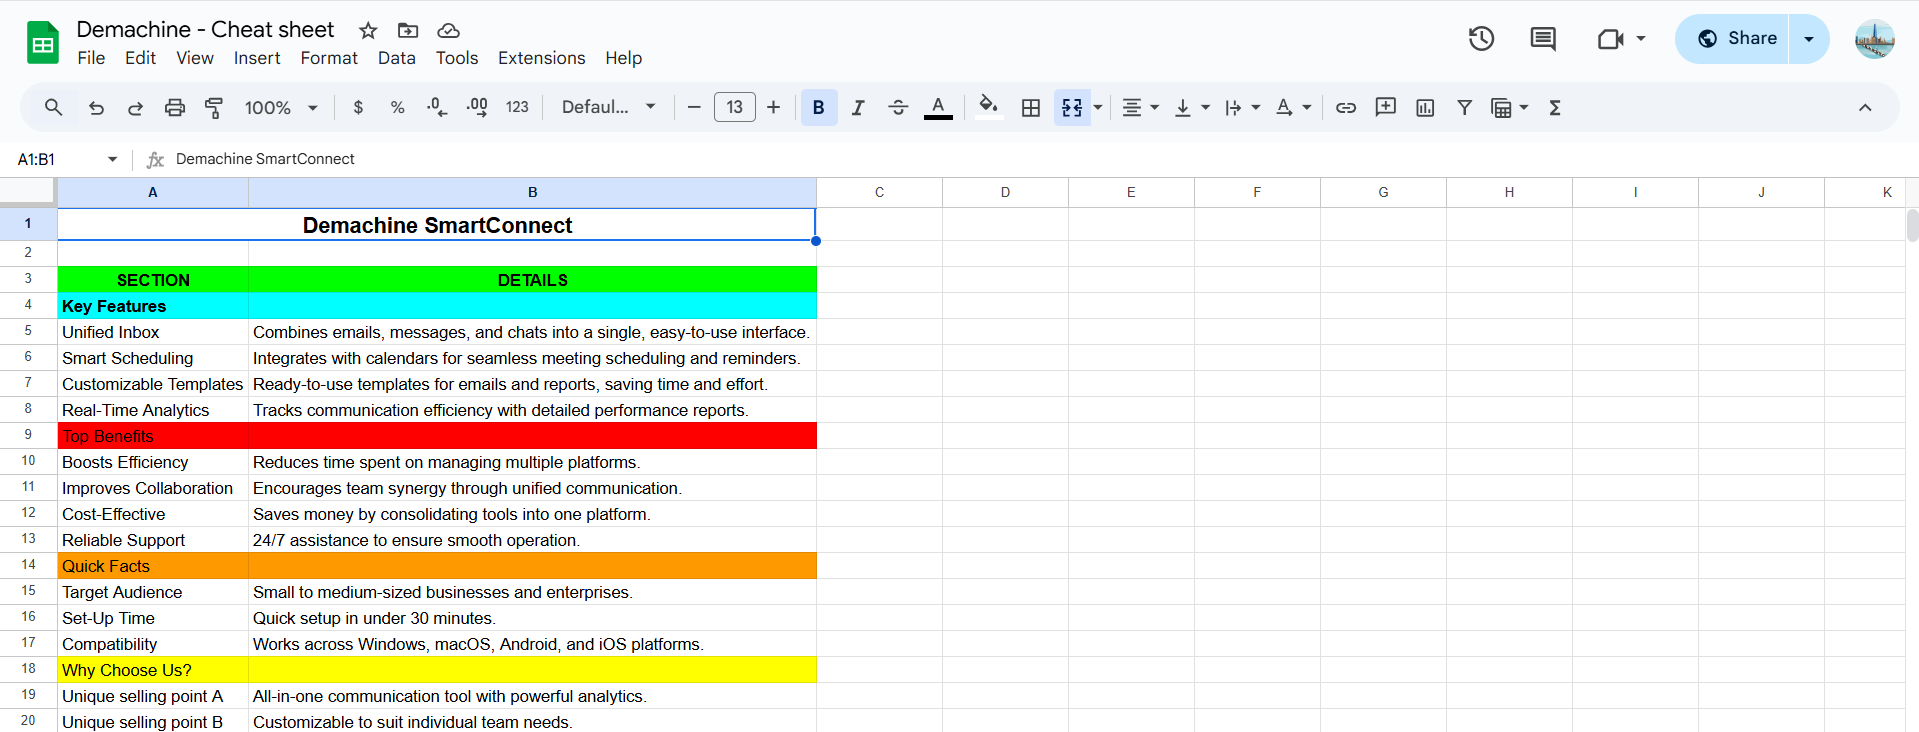 Demachine - Cheat sheet
File Edit View Insert Format Data Tools Extensions Help
Share
100% $ % .0 .00 123 Defaul... − 13 + B I A A Σ
A1:B1 fx Demachine SmartConnect
A B C D E F G H I J K
1 Demachine SmartConnect
2
3 SECTION DETAILS
4 Key Features
5 Unified Inbox Combines emails, messages, and chats into a single, easy-to-use interface.
6 Smart Scheduling Integrates with calendars for seamless meeting scheduling and reminders.
7 Customizable Templates Ready-to-use templates for emails and reports, saving time and effort.
8 Real-Time Analytics Tracks communication efficiency with detailed performance reports.
9 Top Benefits
10 Boosts Efficiency Reduces time spent on managing multiple platforms.
11 Improves Collaboration Encourages team synergy through unified communication.
12 Cost-Effective Saves money by consolidating tools into one platform.
13 Reliable Support 24/7 assistance to ensure smooth operation.
14 Quick Facts
15 Target Audience Small to medium-sized businesses and enterprises.
16 Set-Up Time Quick setup in under 30 minutes.
17 Compatibility Works across Windows, macOS, Android, and iOS platforms.
18 Why Choose Us?
19 Unique selling point A All-in-one communication tool with powerful analytics.
20 Unique selling point B Customizable to suit individual team needs.